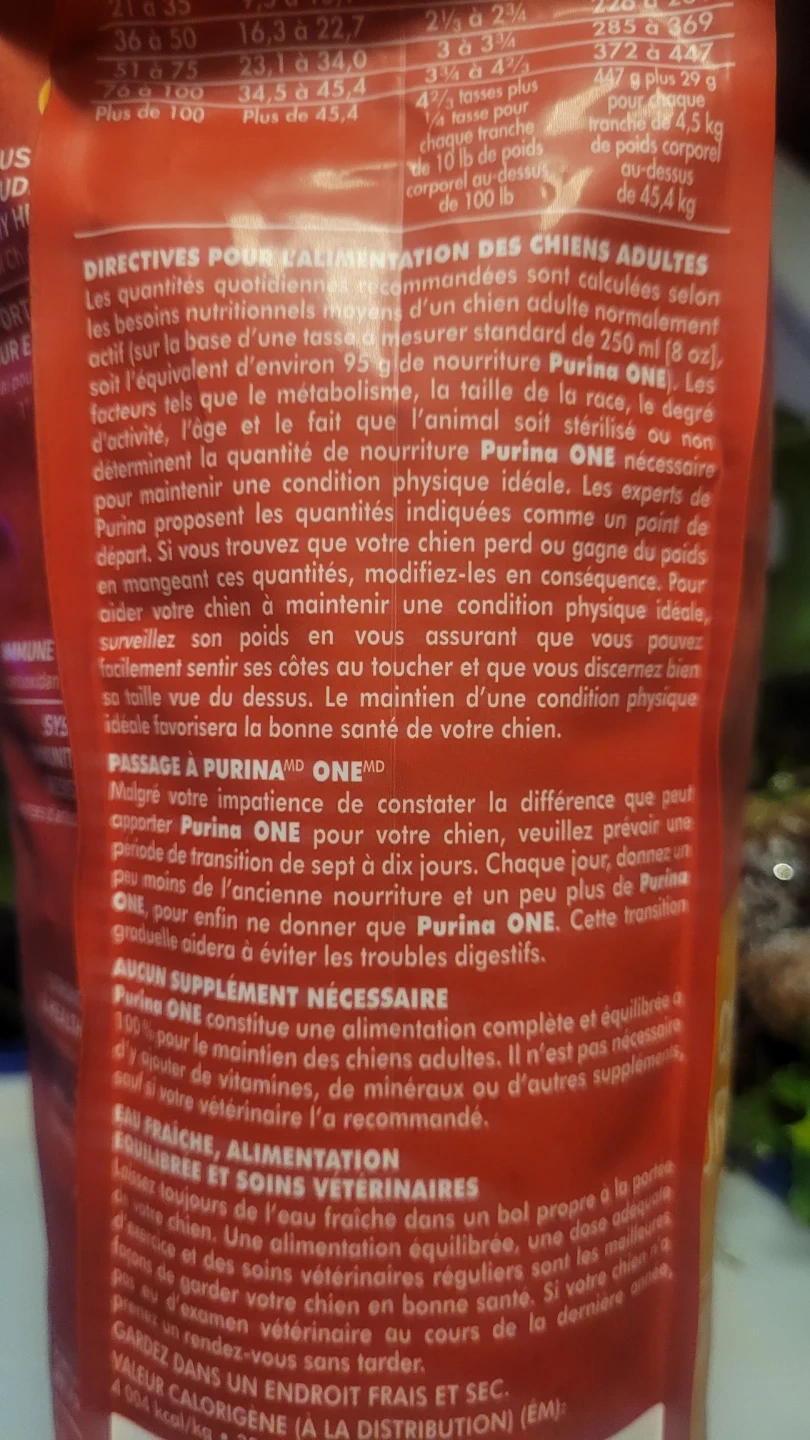 21 à 35
36 à 50 16,3 à 22,7 2⅓ à 2¾ 285 à 369
51 à 75 23,1 à 34,0 3 à 3¾ 372 à 447
76 à 100 34,5 à 45,4 3¾ à 4⅔ 447 g plus 29 g
Plus de 100 Plus de 45,4 4⅔ tasses plus pour chaque
¼ tasse pour tranche de 4,5 kg
chaque tranche de poids corporel
de 10 lb de poids au-dessus
corporel au-dessus de 45,4 kg
de 100 lb
DIRECTIVES POUR L'ALIMENTATION DES CHIENS ADULTES
Les quantités quotidiennes recommandées sont calculées selon
les besoins nutritionnels moyens d'un chien adulte normalement
actif (sur la base d'une tasse à mesurer standard de 250 ml [8 oz],
soit l'équivalent d'environ 95 g de nourriture Purina ONE). Les
facteurs tels que le métabolisme, la taille de la race, le degré
d'activité, l'âge et le fait que l'animal soit stérilisé ou non
déterminent la quantité de nourriture Purina ONE nécessaire
pour maintenir une condition physique idéale. Les experts de
Purina proposent les quantités indiquées comme un point de
départ. Si vous trouvez que votre chien perd ou gagne du poids
en mangeant ces quantités, modifiez-les en conséquence. Pour
aider votre chien à maintenir une condition physique idéale,
surveillez son poids en vous assurant que vous pouvez
facilement sentir ses côtes au toucher et que vous discernez bien
sa taille vue du dessus. Le maintien d'une condition physique
idéale favorisera la bonne santé de votre chien.
PASSAGE À PURINAMD ONEMD
Malgré votre impatience de constater la différence que peut
apporter Purina ONE pour votre chien, veuillez prévoir une
période de transition de sept à dix jours. Chaque jour, donnez un
peu moins de l'ancienne nourriture et un peu plus de Purina
ONE, pour enfin ne donner que Purina ONE. Cette transition
graduelle aidera à éviter les troubles digestifs.
AUCUN SUPPLÉMENT NÉCESSAIRE
Purina ONE constitue une alimentation complète et équilibrée à
100% pour le maintien des chiens adultes. Il n'est pas nécessaire
d'y ajouter de vitamines, de minéraux ou d'autres suppléments,
sauf si votre vétérinaire l'a recommandé.
EAU FRAÎCHE, ALIMENTATION
ÉQUILIBRÉE ET SOINS VÉTÉRINAIRES
Laissez toujours de l'eau fraîche dans un bol propre à la portée
de votre chien. Une alimentation équilibrée, une dose adéquate
d'exercice et des soins vétérinaires réguliers sont les meilleures
façons de garder votre chien en bonne santé. Si votre chien n'a
pas eu d'examen vétérinaire au cours de la dernière année,
prenez un rendez-vous sans tarder.
GARDEZ DANS UN ENDROIT FRAIS ET SEC.
VALEUR CALORIGÈNE (À LA DISTRIBUTION) (ÉM):
4 004 kcal/kg